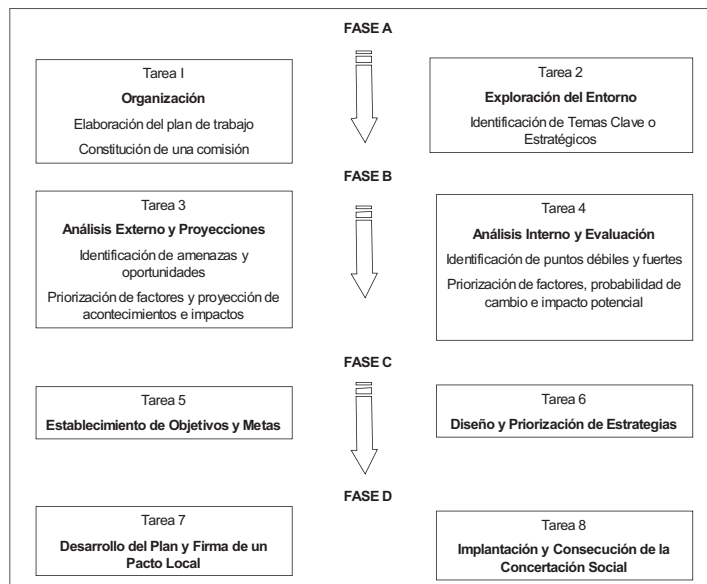 FASE A
Tarea I
Organización
Elaboración del plan de trabajo
Constitución de una comisión
Tarea 2
Exploración del Entorno
Identificación de Temas Clave o
Estratégicos
FASE B
Tarea 3
Análisis Externo y Proyecciones
Identificación de amenazas y
oportunidades
Priorización de factores y proyección de
acontecimientos e impactos
Tarea 4
Análisis Interno y Evaluación
Identificación de puntos débiles y fuertes
Priorización de factores, probabilidad de
cambio e impacto potencial
FASE C
Tarea 5
Establecimiento de Objetivos y Metas
Tarea 6
Diseño y Priorización de Estrategias
FASE D
Tarea 7
Desarrollo del Plan y Firma de un
Pacto Local
Tarea 8
Implantación y Consecución de la
Concertación Social